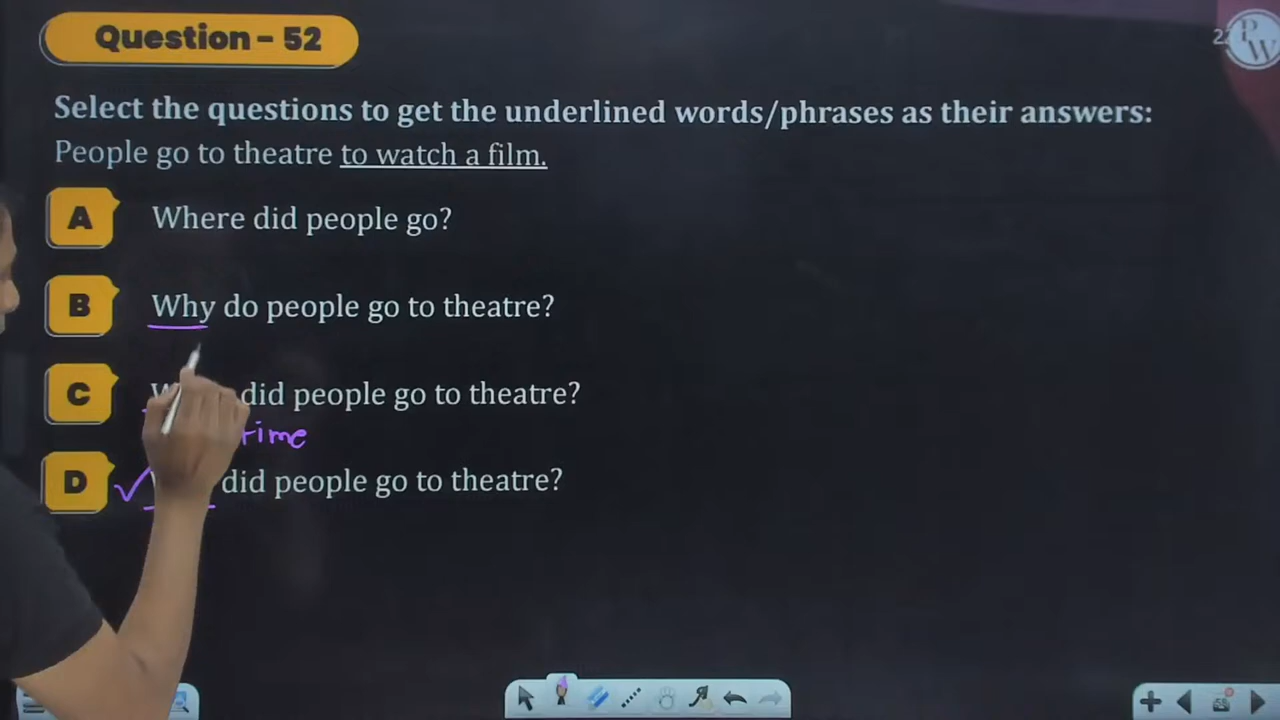 Question - 52
Select the questions to get the underlined words/phrases as their answers:
People go to theatre to watch a film.
A Where did people go?
B Why do people go to theatre?
C did people go to theatre?
D did people go to theatre?